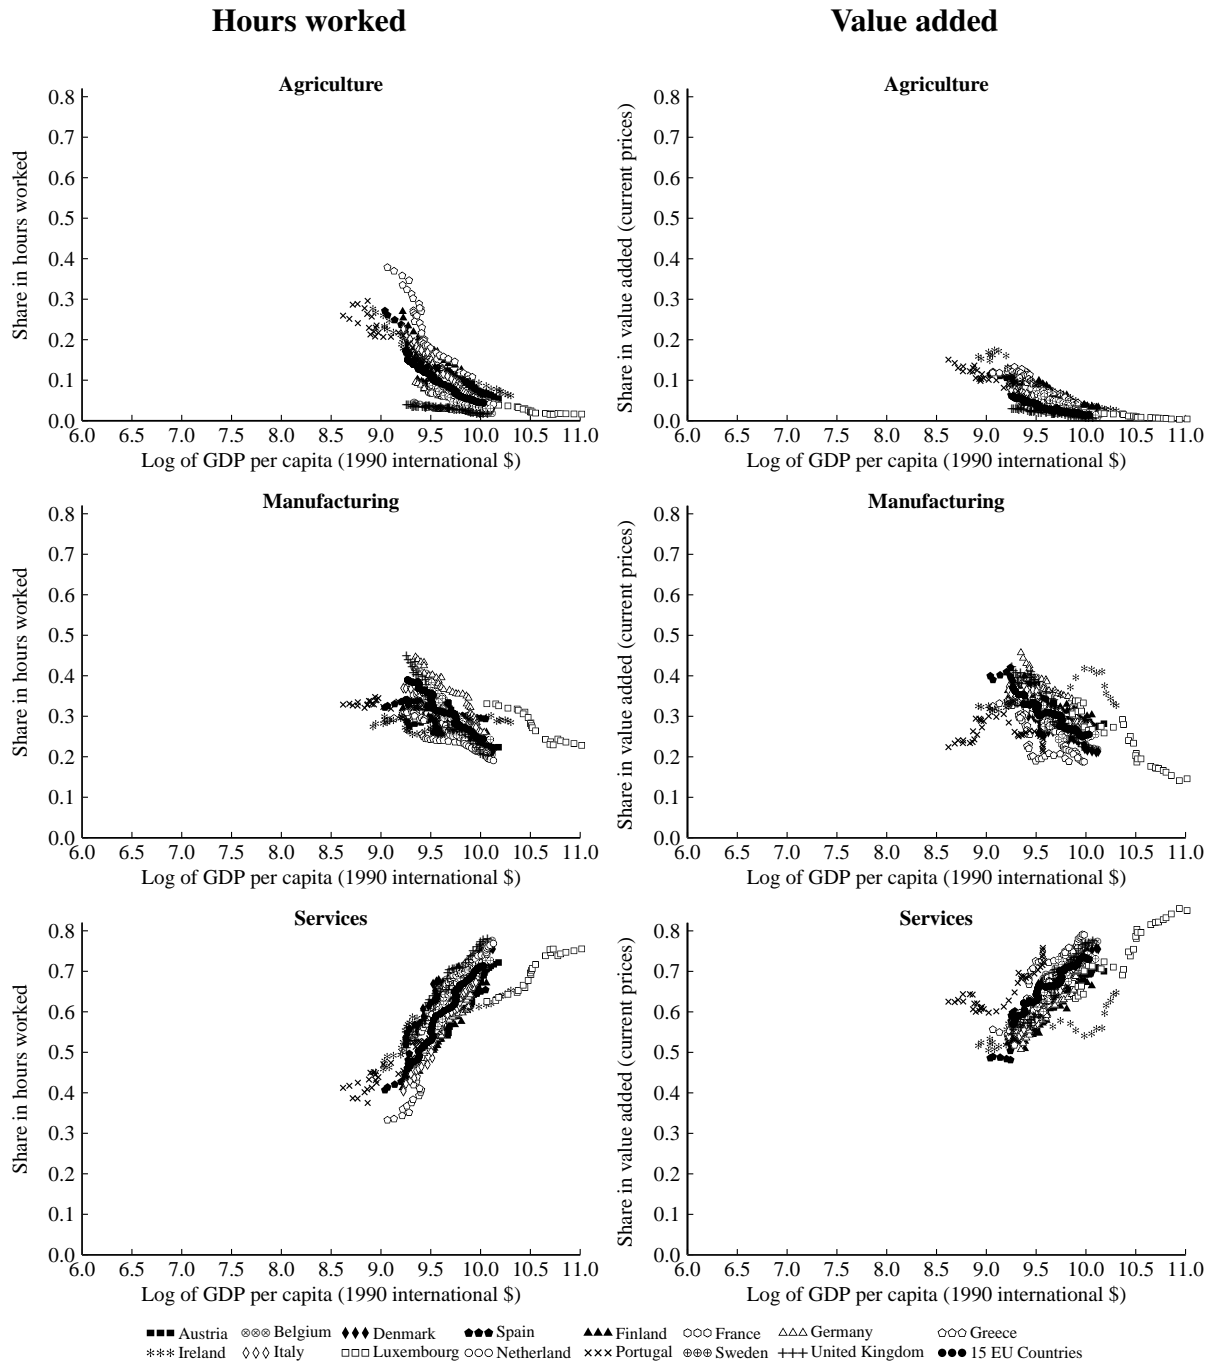 Hours worked
Value added
Agriculture
Share in hours worked
0.8
0.7
0.6
0.5
0.4
0.3
0.2
0.1
0.0
6.0 6.5 7.0 7.5 8.0 8.5 9.0 9.5 10.0 10.5 11.0
Log of GDP per capita (1990 international $)
Agriculture
Share in value added (current prices)
0.8
0.7
0.6
0.5
0.4
0.3
0.2
0.1
0.0
6.0 6.5 7.0 7.5 8.0 8.5 9.0 9.5 10.0 10.5 11.0
Log of GDP per capita (1990 international $)
Manufacturing
Share in hours worked
0.8
0.7
0.6
0.5
0.4
0.3
0.2
0.1
0.0
6.0 6.5 7.0 7.5 8.0 8.5 9.0 9.5 10.0 10.5 11.0
Log of GDP per capita (1990 international $)
Manufacturing
Share in value added (current prices)
0.8
0.7
0.6
0.5
0.4
0.3
0.2
0.1
0.0
6.0 6.5 7.0 7.5 8.0 8.5 9.0 9.5 10.0 10.5 11.0
Log of GDP per capita (1990 international $)
Services
Share in hours worked
0.8
0.7
0.6
0.5
0.4
0.3
0.2
0.1
0.0
6.0 6.5 7.0 7.5 8.0 8.5 9.0 9.5 10.0 10.5 11.0
Log of GDP per capita (1990 international $)
Services
Share in value added (current prices)
0.8
0.7
0.6
0.5
0.4
0.3
0.2
0.1
0.0
6.0 6.5 7.0 7.5 8.0 8.5 9.0 9.5 10.0 10.5 11.0
Log of GDP per capita (1990 international $)
Austria Belgium Denmark Spain Finland France Germany Greece
Ireland Italy Luxembourg Netherland Portugal Sweden United Kingdom 15 EU Countries